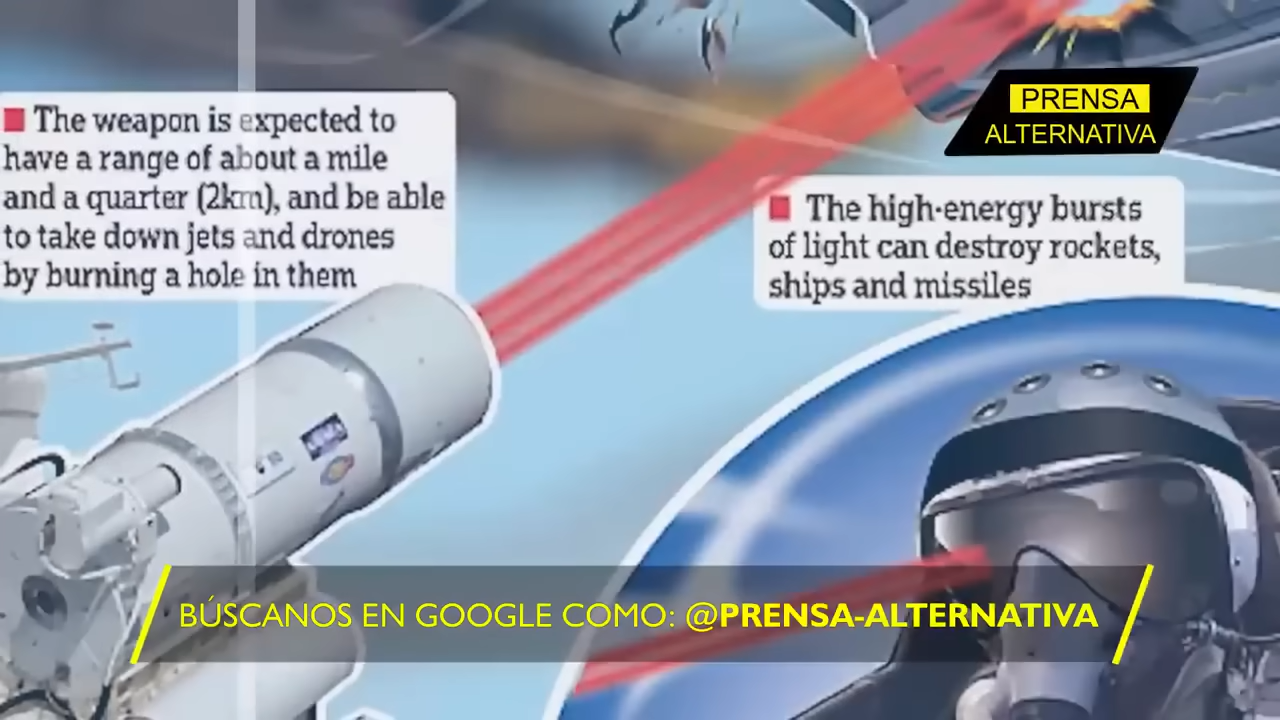 The weapon is expected to
have a range of about a mile
and a quarter (2km), and be able
to take down jets and drones
by burning a hole in them
PRENSA
ALTERNATIVA
The high-energy bursts
of light can destroy rockets,
ships and missiles
BÚSCANOS EN GOOGLE COMO: @PRENSA-ALTERNATIVA